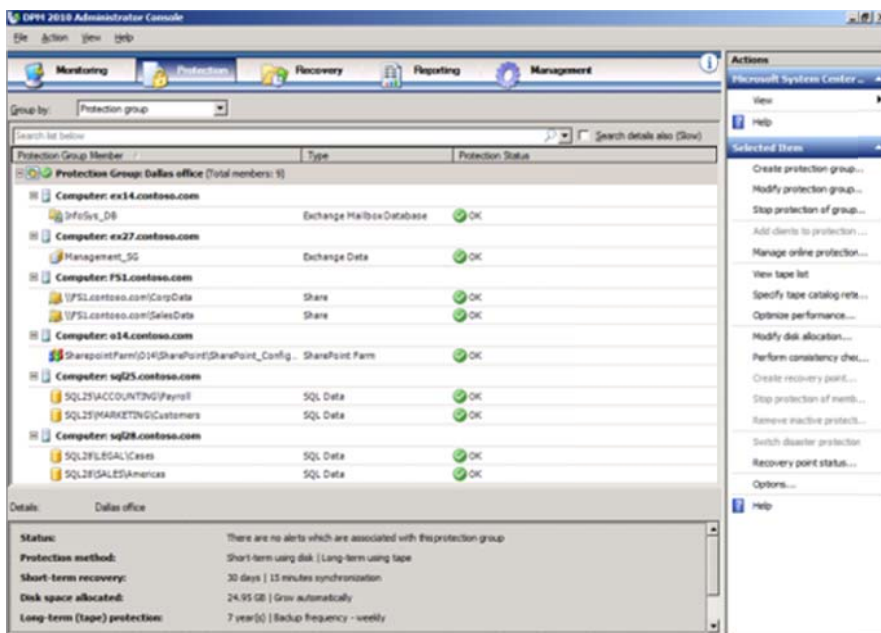 DPM 2010 Administrator Console
File Action View Help
Monitoring Protection Recovery Reporting Management
Group by: Protection group
Search list below
Search details also (Slow)
Protection Group Member / Type Protection Status
Protection Group: Dallas office (Total members: 9)
Computer: ex14.contoso.com
InfoSys_DB Exchange Mailbox Database OK
Computer: ex27.contoso.com
Management_SG Exchange Data OK
Computer: FS1.contoso.com
\\FS1.contoso.com\CorpData Share OK
\\FS1.contoso.com\SalesData Share OK
Computer: o14.contoso.com
SharepointFarm\O14\SharePoint\SharePoint_Config... SharePoint Farm OK
Computer: sql25.contoso.com
SQL25\ACCOUNTING\Payroll SQL Data OK
SQL25\MARKETING\Customers SQL Data OK
Computer: sql28.contoso.com
SQL28\LEGAL\Cases SQL Data OK
SQL28\SALES\Americas SQL Data OK
Details: Dallas office
Status: There are no alerts which are associated with this protection group
Protection method: Short-term using disk | Long-term using tape
Short-term recovery: 30 days | 15 minutes synchronization
Disk space allocated: 24.95 GB | Grow automatically
Long-term (tape) protection: 7 year(s) | Backup frequency - weekly
Actions
Microsoft System Center ...
View
Help
Selected Item
Create protection group...
Modify protection group...
Stop protection of group...
Add clients to protection ...
Manage online protection...
View tape list
Specify tape catalog rete...
Optimize performance...
Modify disk allocation...
Perform consistency chec...
Create recovery point...
Stop protection of memb...
Remove inactive protecti...
Switch disaster protection
Recovery point status...
Options...
Help